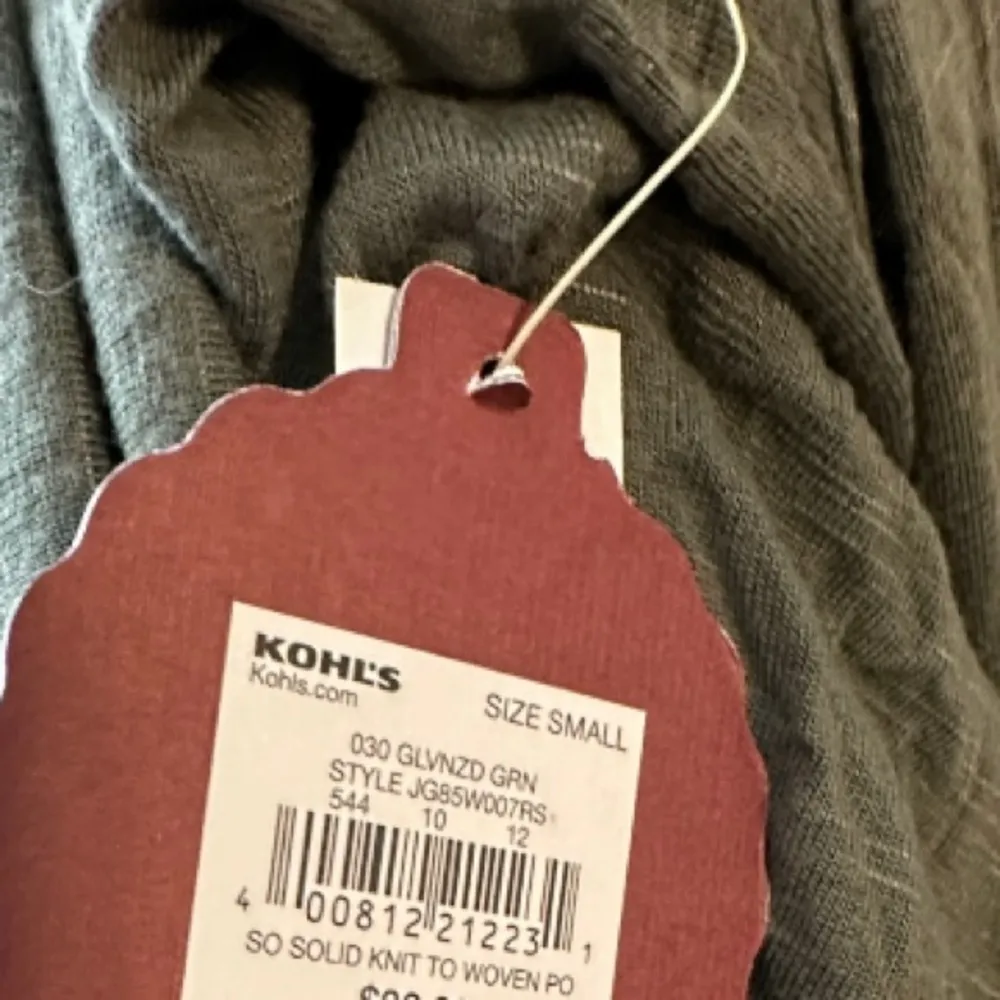 KOHL'S
Kohls.com
SIZE SMALL
030 GLVNZD GRN
STYLE JG85W007RS
544 10 12
4 00812 21223 1
SO SOLID KNIT TO WOVEN PO